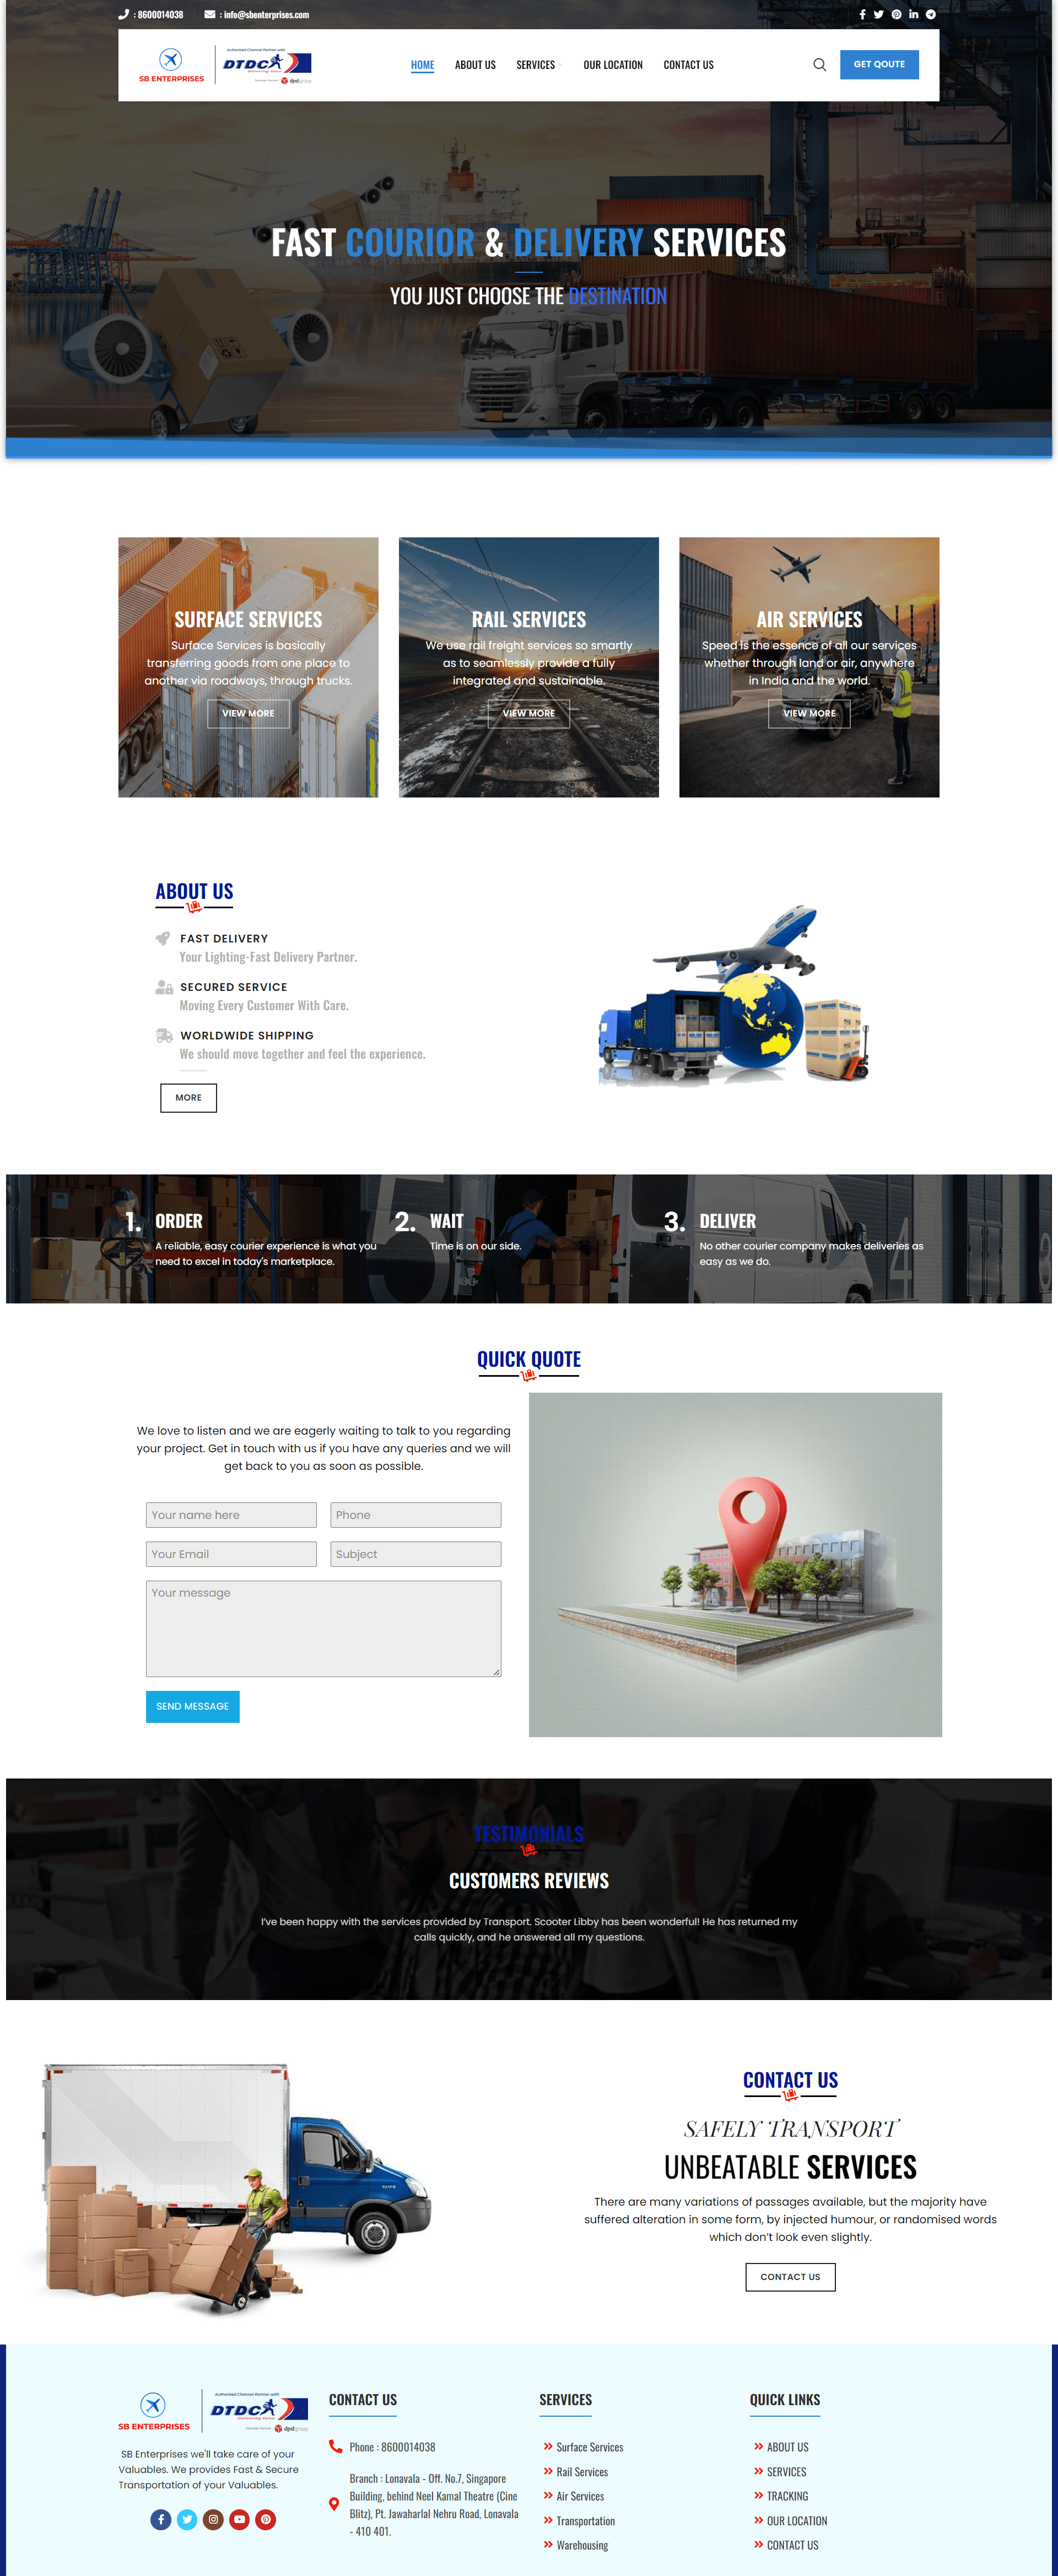 : 8600014038
: info@sbenterprises.com
SB ENTERPRISES
Authorized Channel Partner with
DTDC
Delivering Value
Strategic Partner
dpdgroup
HOME
ABOUT US
SERVICES
OUR LOCATION
CONTACT US
GET QOUTE
FAST COURIOR & DELIVERY SERVICES
YOU JUST CHOOSE THE DESTINATION
SURFACE SERVICES
Surface Services is basically
transferring goods from one place to
another via roadways, through trucks.
VIEW MORE
RAIL SERVICES
We use rail freight services so smartly
as to seamlessly provide a fully
integrated and sustainable.
VIEW MORE
AIR SERVICES
Speed is the essence of all our services
whether through land or air, anywhere
in India and the world.
VIEW MORE
ABOUT US
FAST DELIVERY
Your Lighting-Fast Delivery Partner.
SECURED SERVICE
Moving Every Customer With Care.
WORLDWIDE SHIPPING
We should move together and feel the experience.
MORE
1. ORDER
A reliable, easy courier experience is what you
need to excel in today's marketplace.
2. WAIT
Time is on our side.
3. DELIVER
No other courier company makes deliveries as
easy as we do.
QUICK QUOTE
We love to listen and we are eagerly waiting to talk to you regarding
your project. Get in touch with us if you have any queries and we will
get back to you as soon as possible.
Your name here
Phone
Your Email
Subject
Your message
SEND MESSAGE
TESTIMONIALS
CUSTOMERS REVIEWS
I've been happy with the services provided by Transport. Scooter Libby has been wonderful! He has returned my
calls quickly, and he answered all my questions.
CONTACT US
SAFELY TRANSPORT
UNBEATABLE SERVICES
There are many variations of passages available, but the majority have
suffered alteration in some form, by injected humour, or randomised words
which don't look even slightly.
CONTACT US
SB ENTERPRISES
Authorized Channel Partner with
DTDC
Delivering Value
Strategic Partner
dpdgroup
SB Enterprises we'll take care of your
Valuables. We provides Fast & Secure
Transportation of your Valuables.
CONTACT US
Phone : 8600014038
Branch : Lonavala - Off. No.7, Singapore
Building, behind Neel Kamal Theatre (Cine
Blitz), Pt. Jawaharlal Nehru Road, Lonavala
- 410 401.
SERVICES
Surface Services
Rail Services
Air Services
Transportation
Warehousing
QUICK LINKS
ABOUT US
SERVICES
TRACKING
OUR LOCATION
CONTACT US